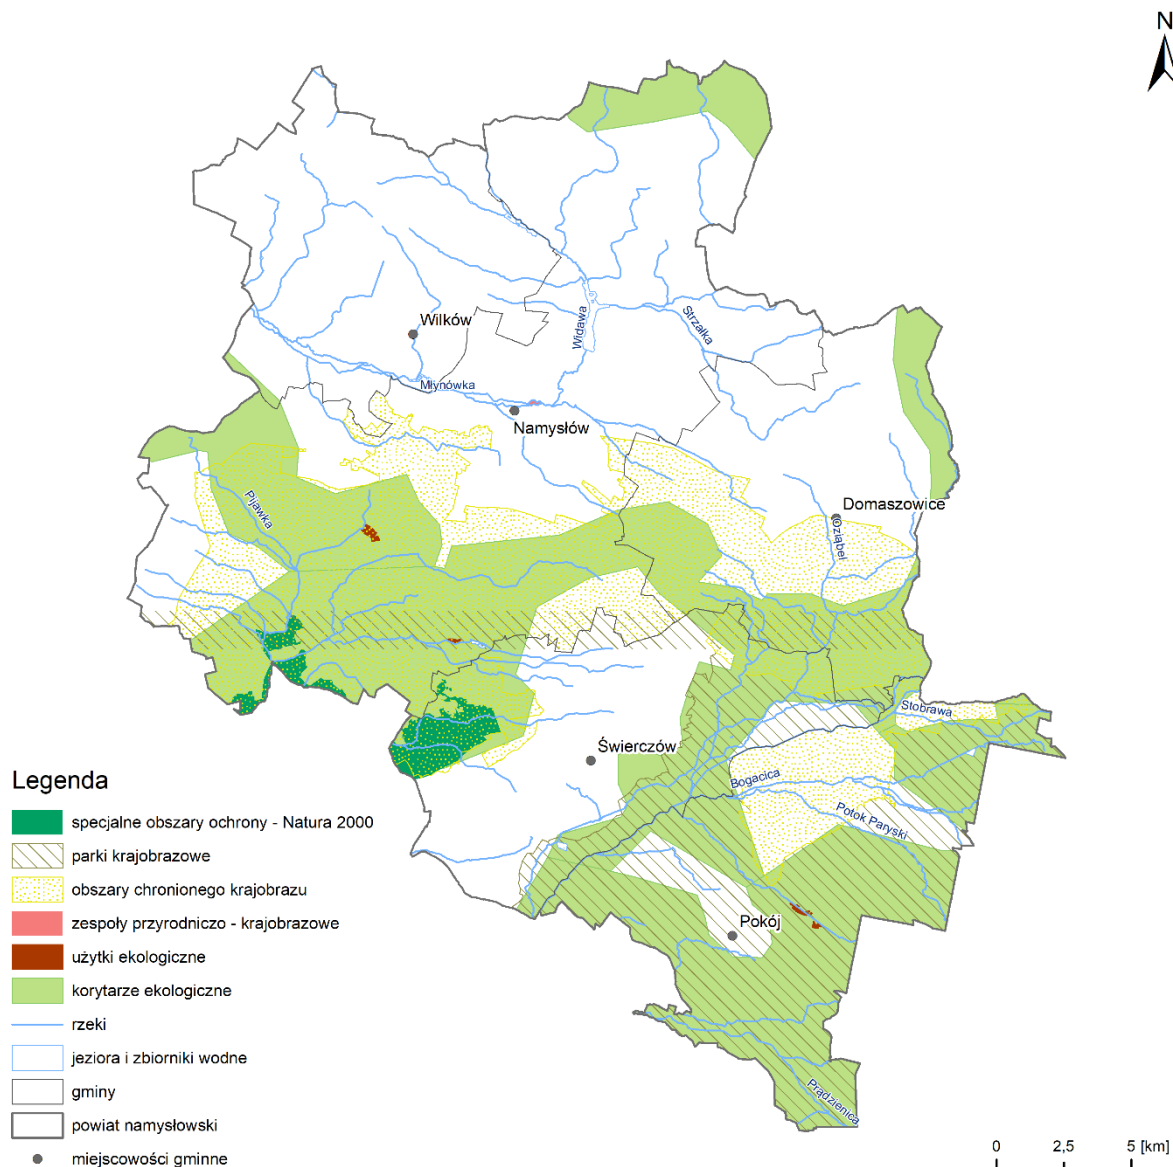 N
Wilków
Widawa
Strzałka
Młynówka
Namysłów
Domaszowice
Oziąbel
Pijawka
Stobrawa
Świerczów
Bogacica
Potok Paryski
Pokój
Prądzienica
Legenda
specjalne obszary ochrony - Natura 2000
parki krajobrazowe
obszary chronionego krajobrazu
zespoły przyrodniczo - krajobrazowe
użytki ekologiczne
korytarze ekologiczne
rzeki
jeziora i zbiorniki wodne
gminy
powiat namysłowski
miejscowości gminne
0 2,5 5 [km]